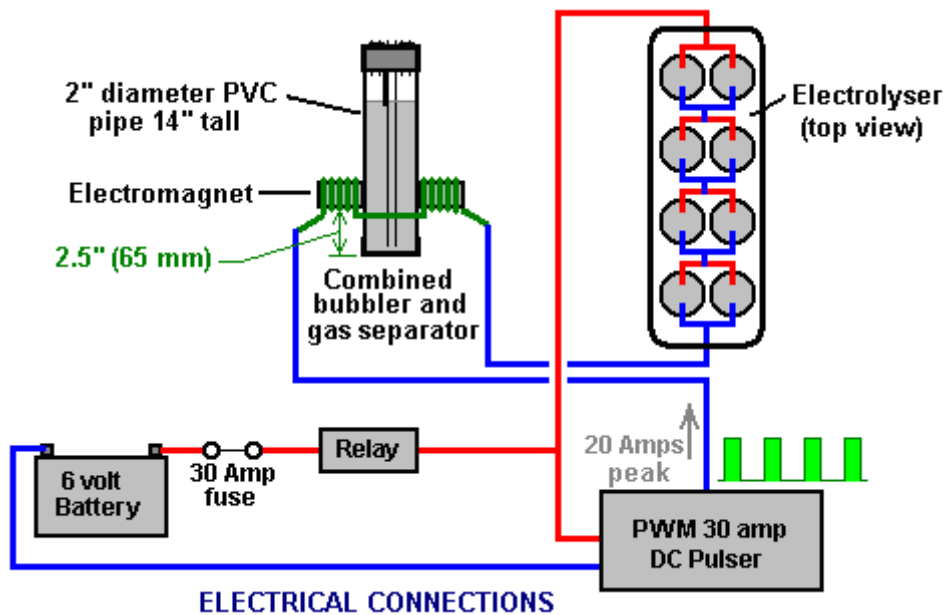 2" diameter PVC
pipe 14" tall
Electrolyser
(top view)
Electromagnet
2.5" (65 mm)
Combined
bubbler and
gas separator
Relay
20 Amps
peak
6 volt
Battery
30 Amp
fuse
PWM 30 amp
DC Pulser
ELECTRICAL CONNECTIONS